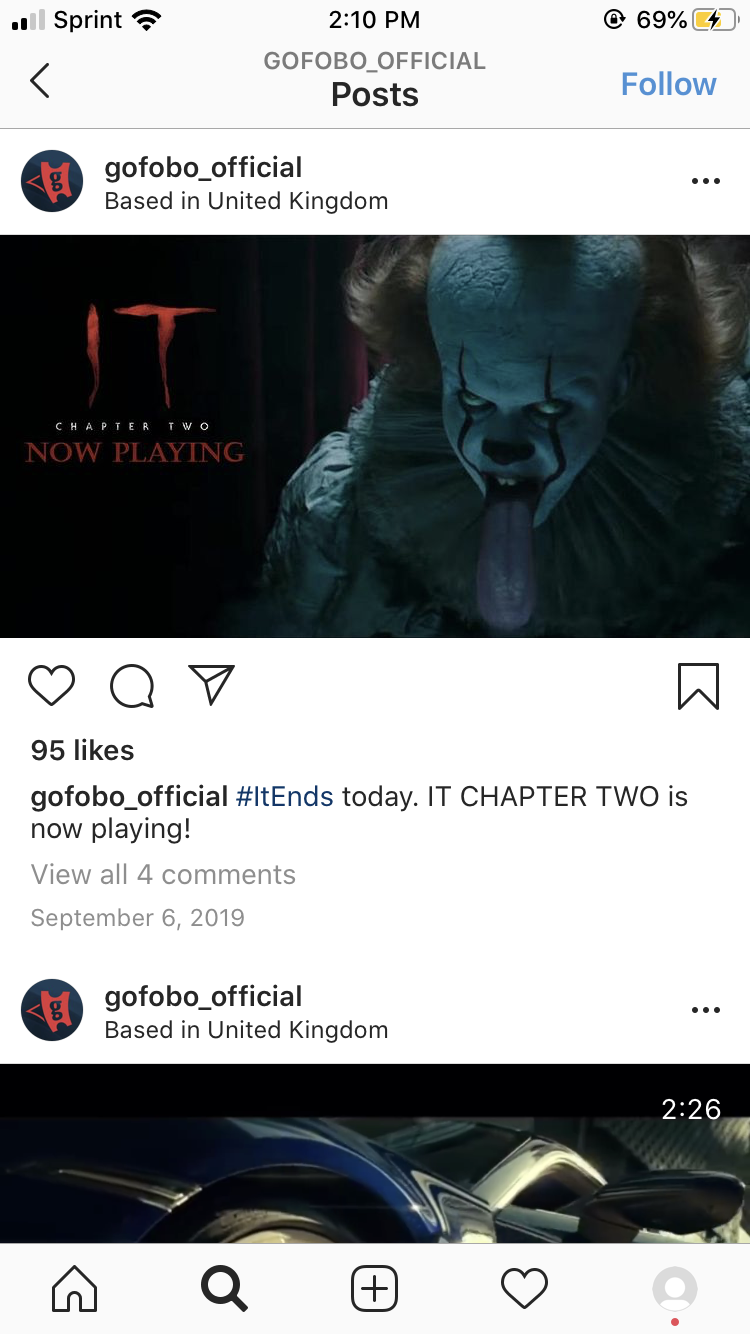 Sprint 2:10 PM 69%
GOFOBO_OFFICIAL
Posts
Follow
g
gofobo_official
Based in United Kingdom
IT
CHAPTER TWO
NOW PLAYING
95 likes
gofobo_official #ItEnds today. IT CHAPTER TWO is
now playing!
View all 4 comments
September 6, 2019
g
gofobo_official
Based in United Kingdom
2:26